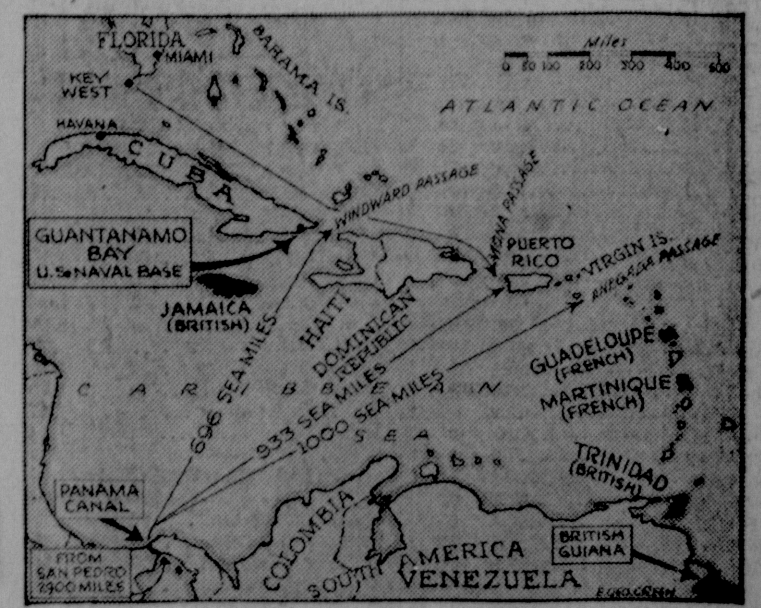 FLORIDA
MIAMI
KEY
WEST
BAHAMA IS.
Miles
0 50 100 200 300 400 500
ATLANTIC OCEAN
HAVANA
CUBA
WINDWARD PASSAGE
MONA PASSAGE
GUANTANAMO
BAY
U.S. NAVAL BASE
PUERTO
RICO
VIRGIN IS.
ANEGADA PASSAGE
JAMAICA
(BRITISH)
HAITI
DOMINICAN
REPUBLIC
GUADELOUPE
(FRENCH)
MARTINIQUE
(FRENCH)
CARIBBEAN
SEA
696 SEA MILES
933 SEA MILES
1000 SEA MILES
TRINIDAD
(BRITISH)
PANAMA
CANAL
FROM
SAN PEDRO
2900 MILES
COLOMBIA
SOUTH AMERICA
VENEZUELA
BRITISH
GUIANA